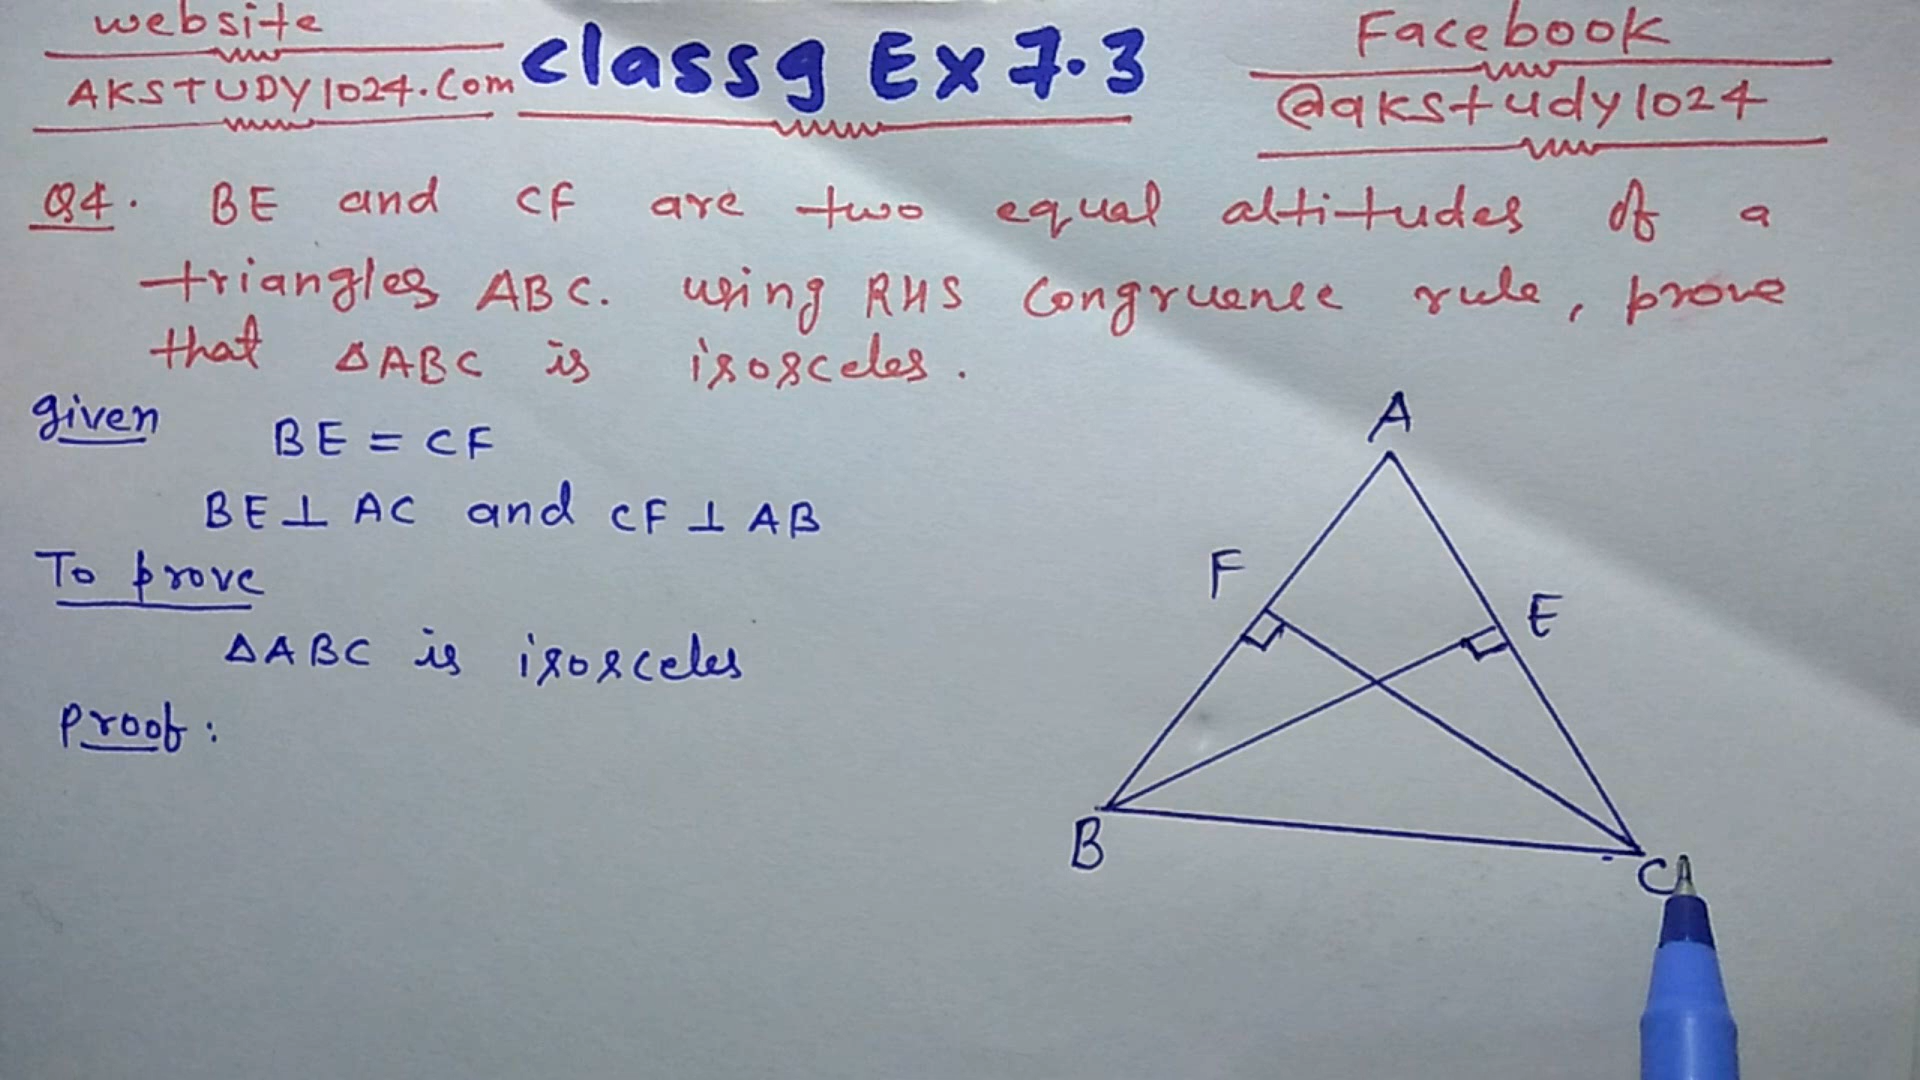 website
AKSTUDY1024.Com
class9 Ex 7.3
Facebook
@akstudy1024
Q4. BE and CF are two equal altitudes of a
triangles ABC. using RHS Congruence rule, prove
that ΔABC is isosceles.
given BE = CF
BE ⊥ AC and CF ⊥ AB
To prove
ΔABC is isosceles
Proof:
A
F
E
B
C